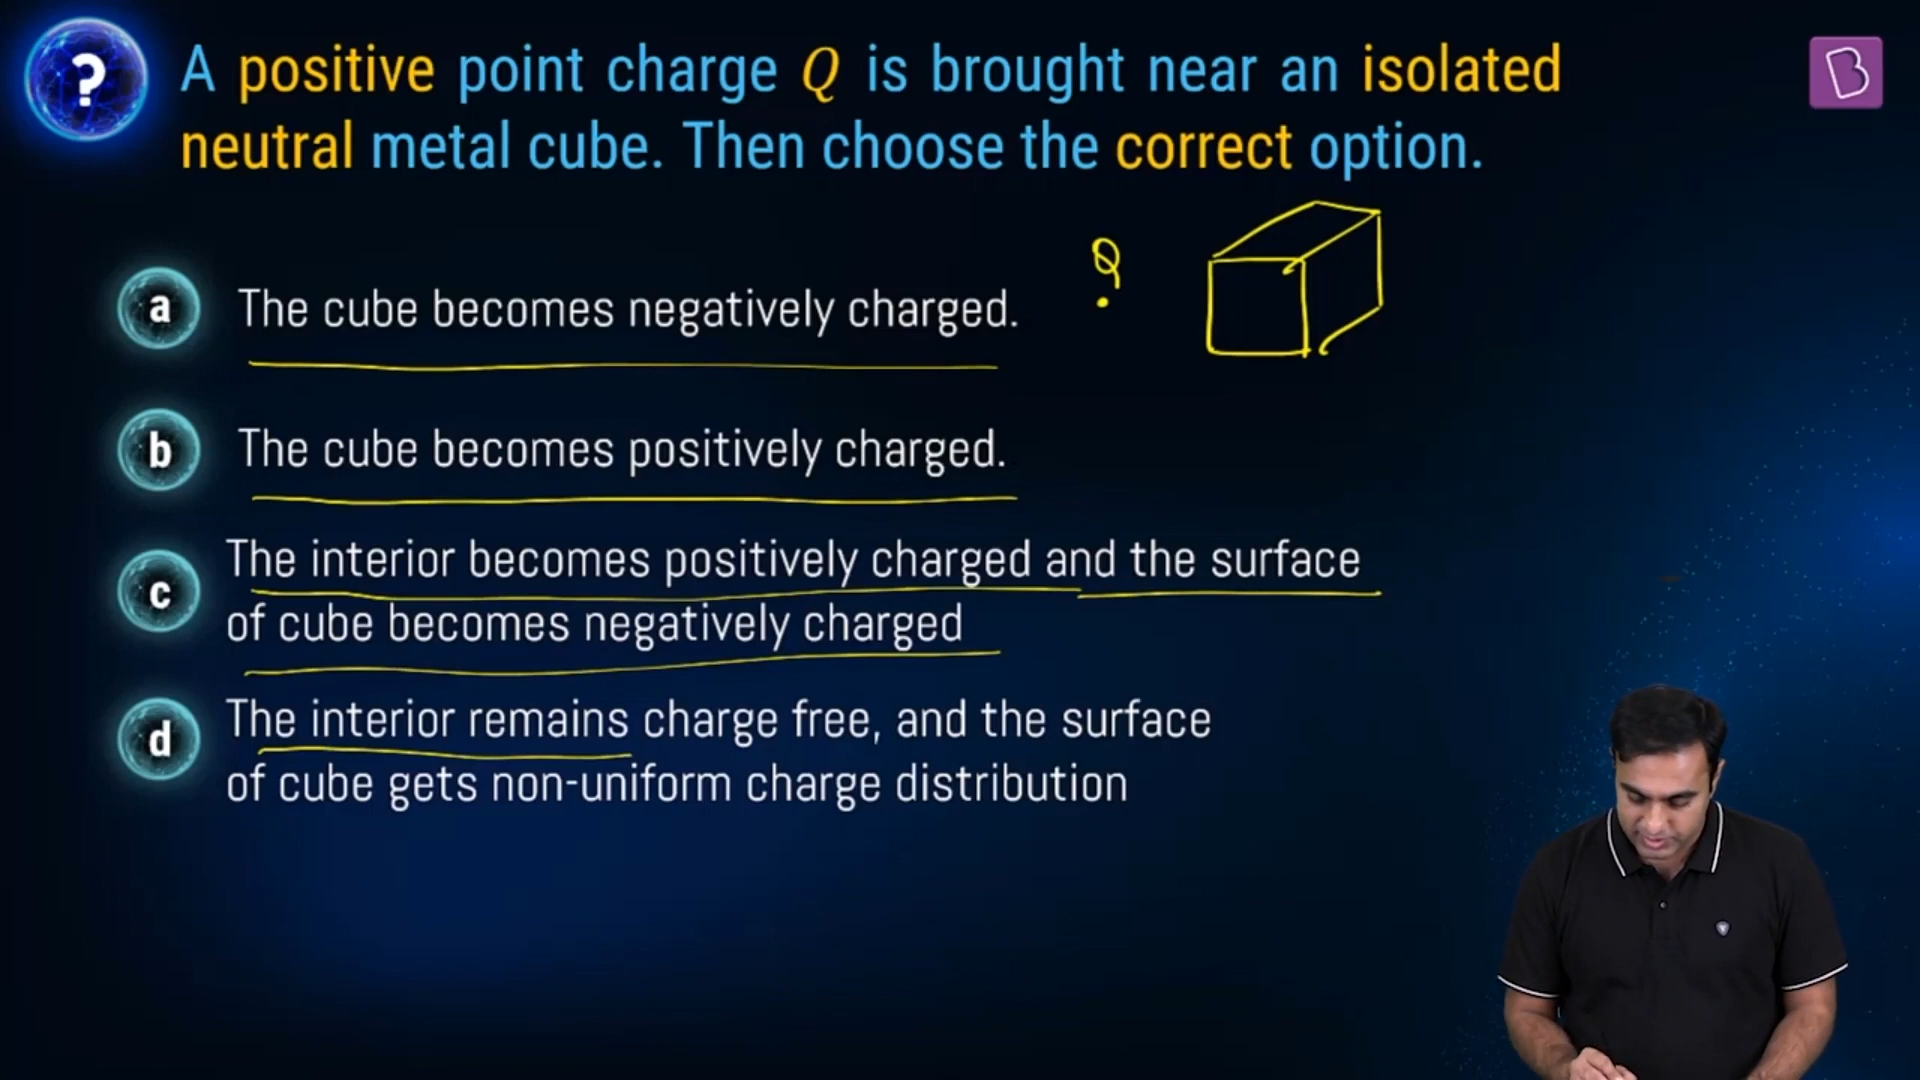 ?
A positive point charge Q is brought near an isolated
neutral metal cube. Then choose the correct option.
Q
a The cube becomes negatively charged.
b The cube becomes positively charged.
c The interior becomes positively charged and the surface
of cube becomes negatively charged
d The interior remains charge free, and the surface
of cube gets non-uniform charge distribution
B